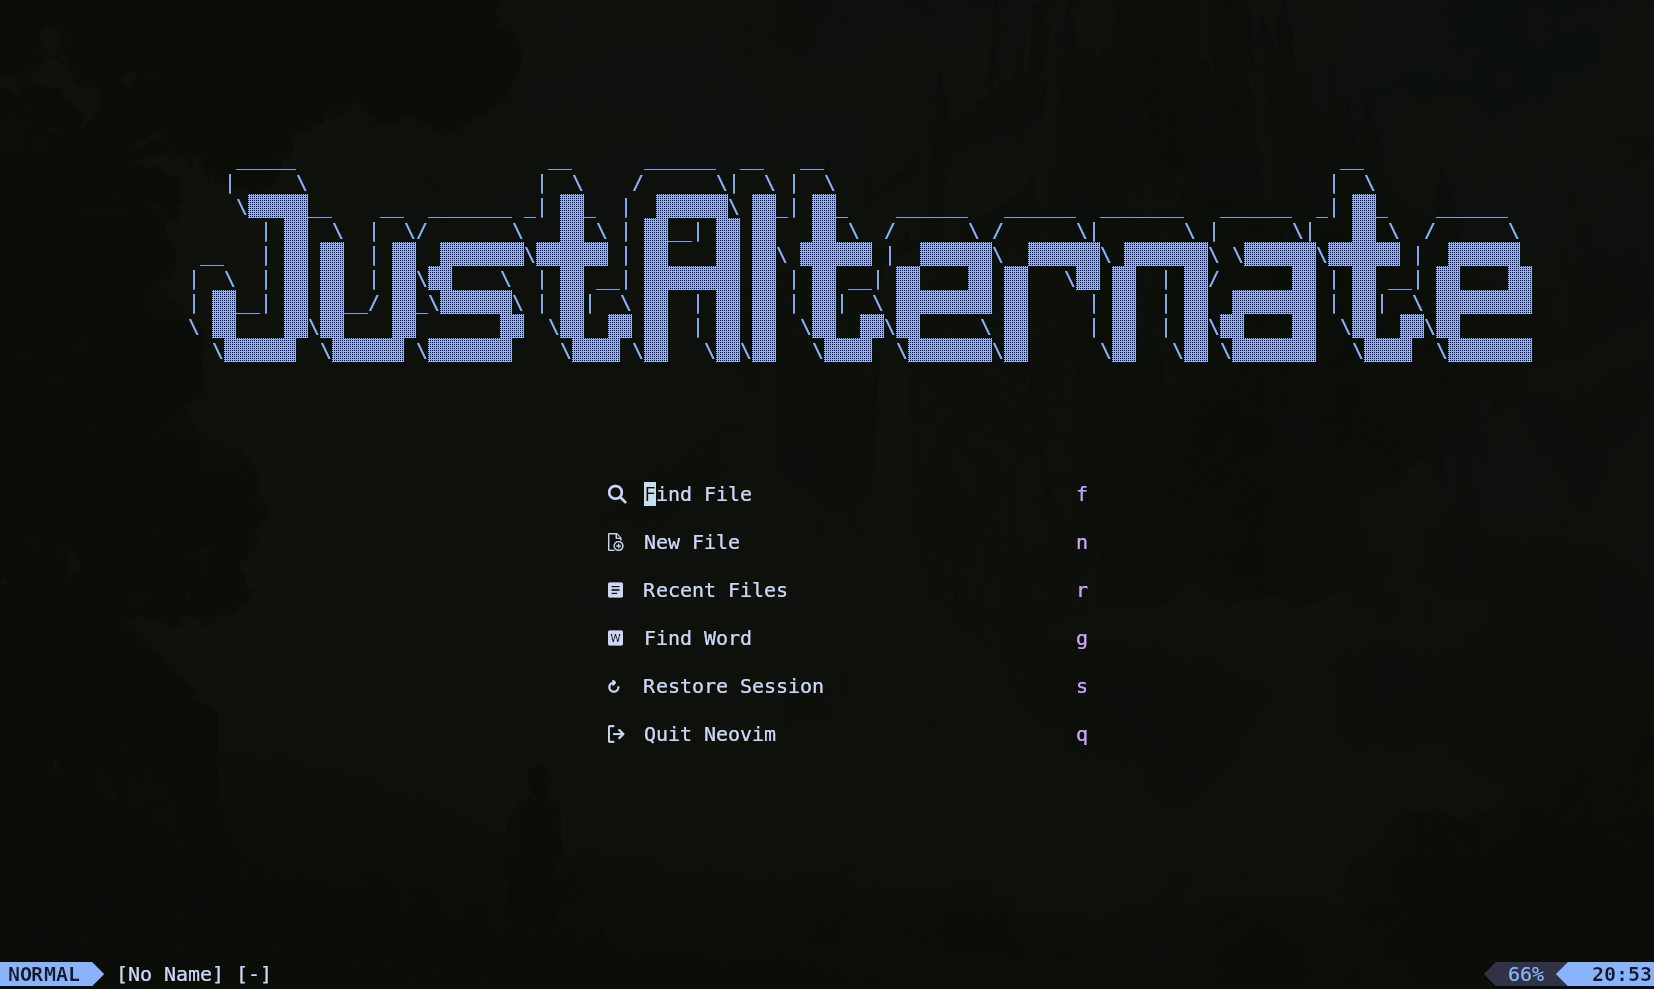 JustAlternate
Find File f
New File n
Recent Files r
Find Word g
Restore Session s
Quit Neovim q
NORMAL [No Name] [-] 66% 20:53